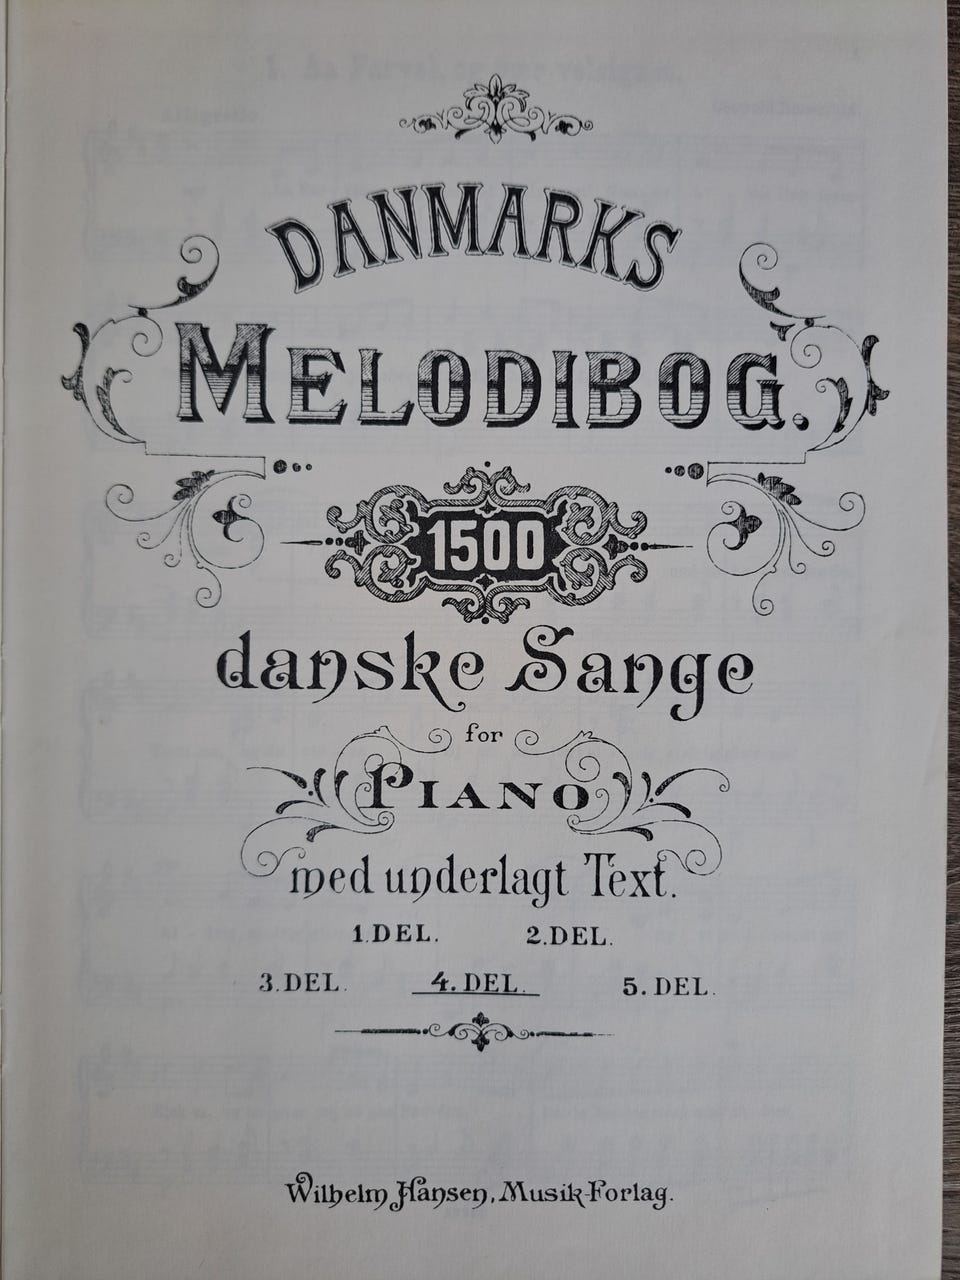 DANMARKS
MELODIBOG.
1500
danske Sange
for
PIANO
med underlagt Text.
1. DEL. 2. DEL.
3. DEL. 4. DEL. 5. DEL.
Wilhelm Hansen, Musik-Forlag.